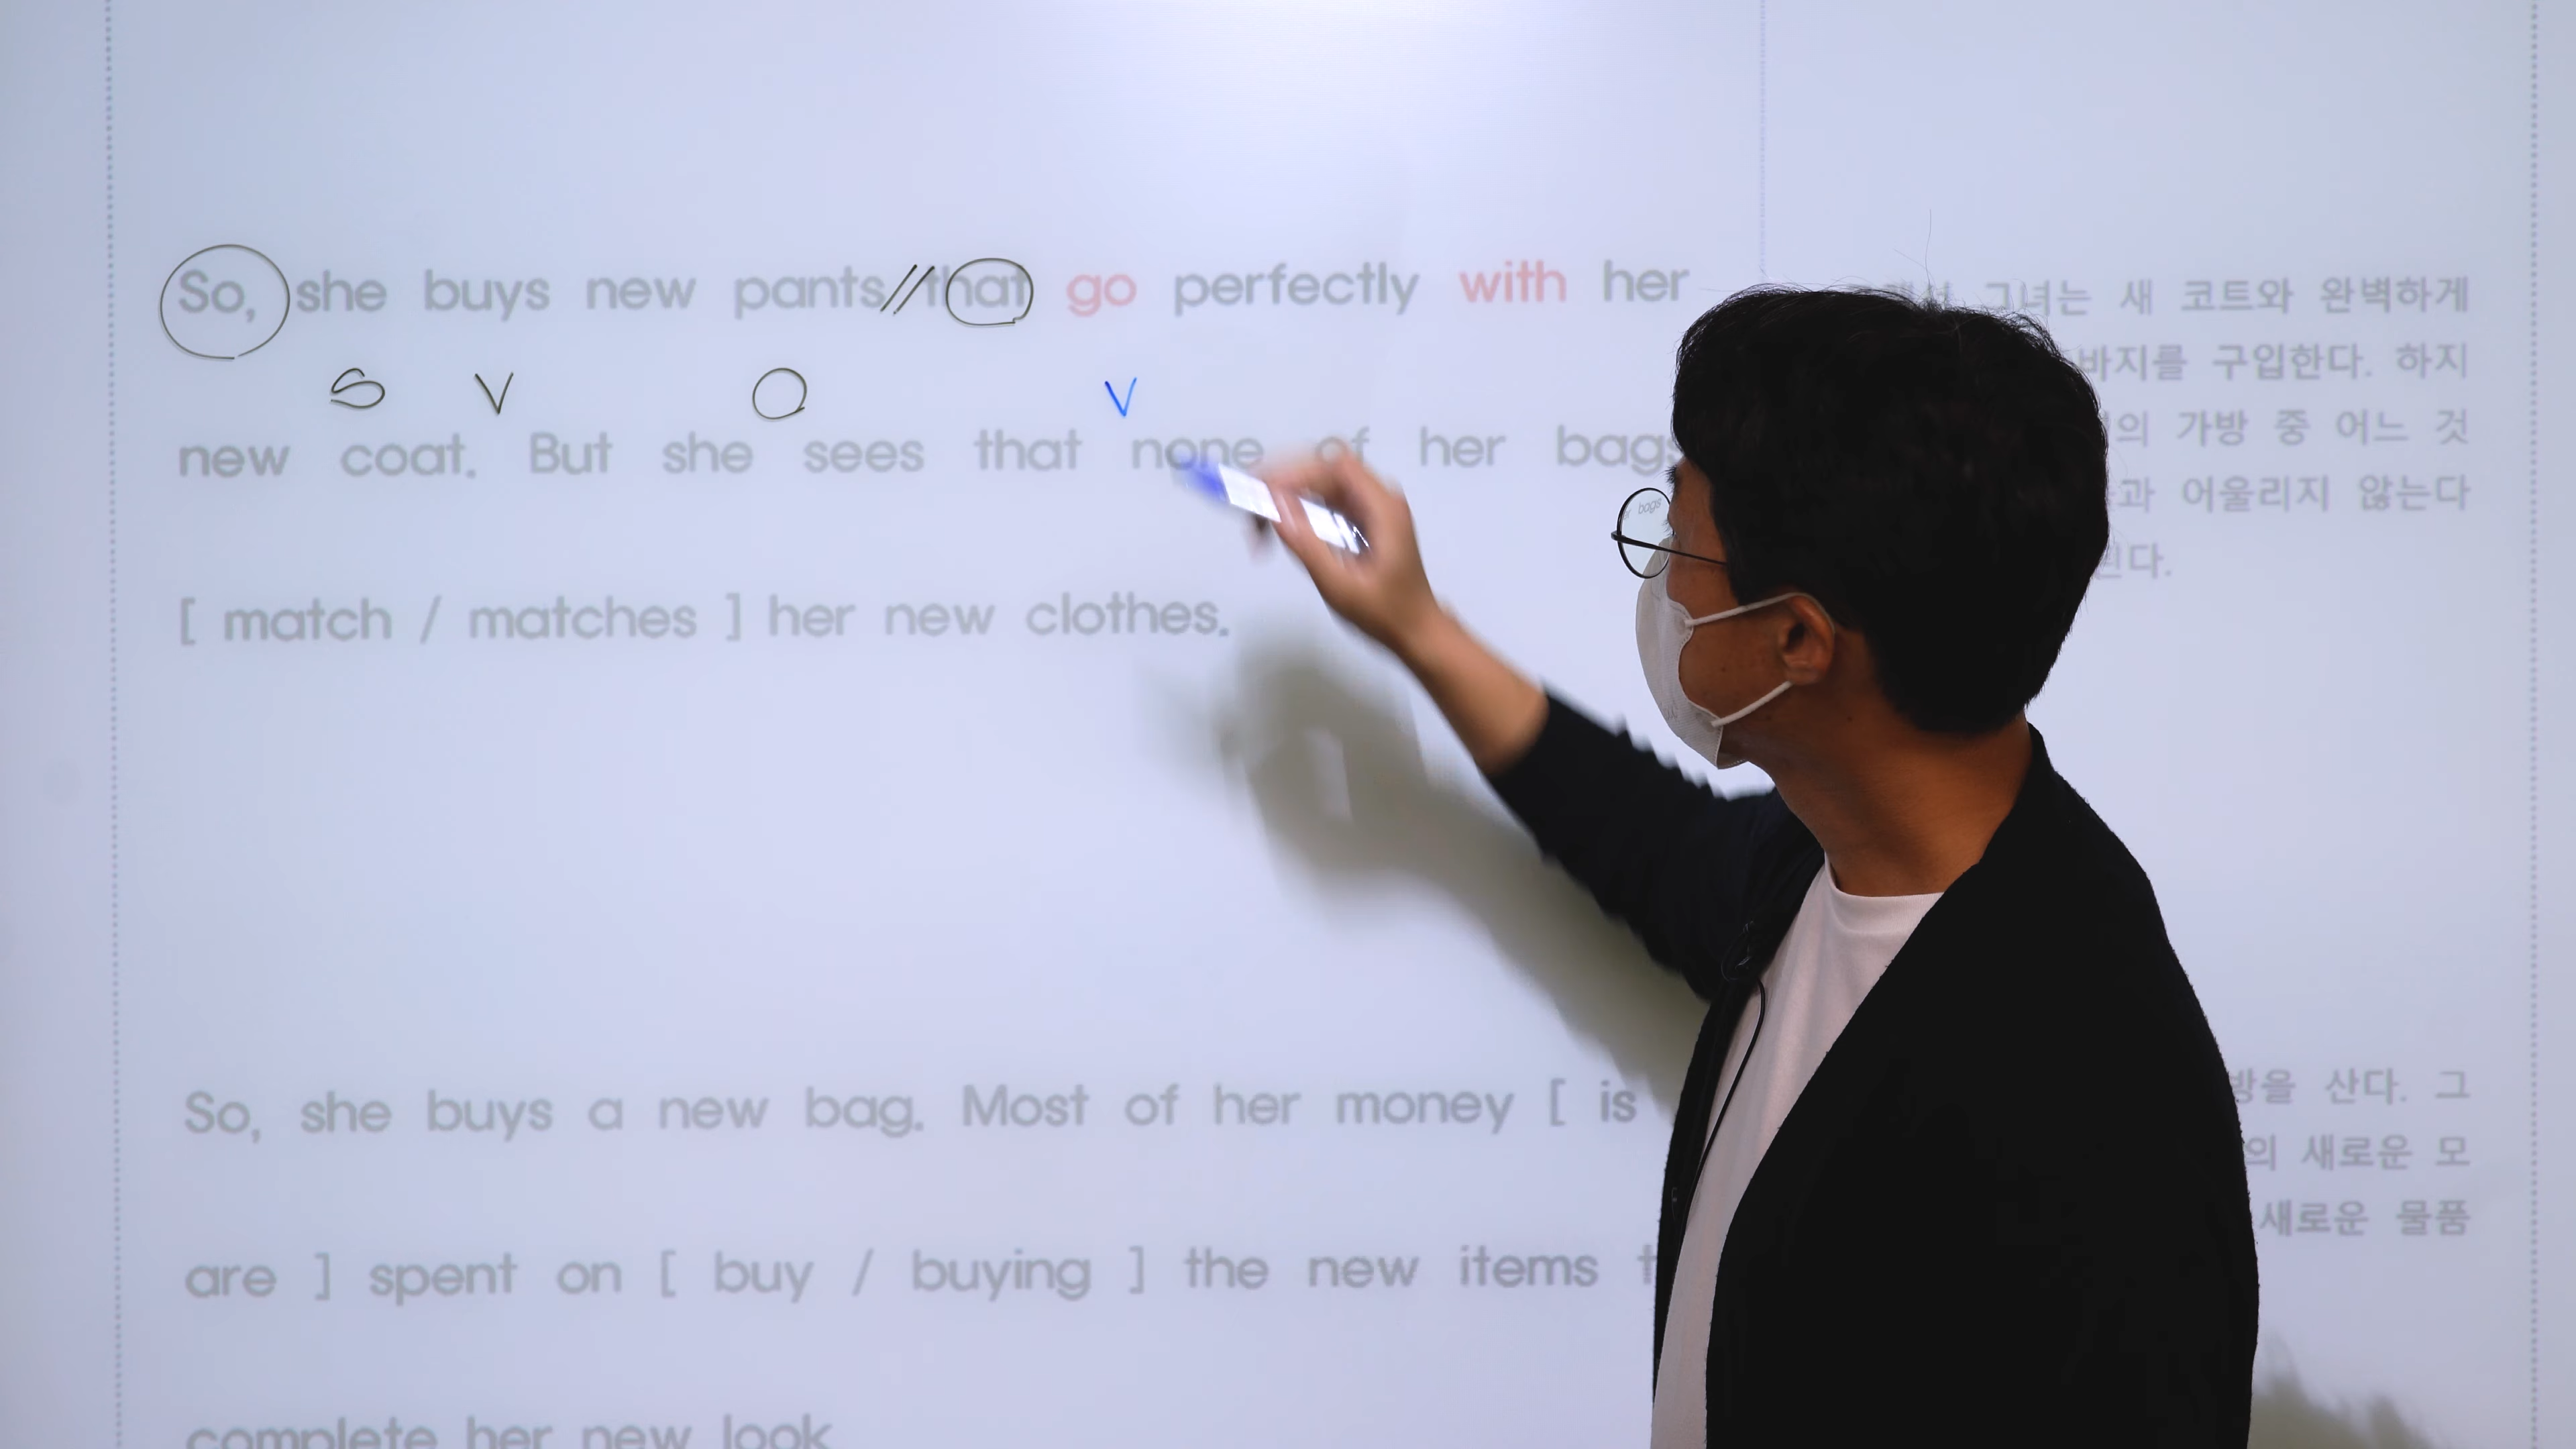 So, she buys new pants // that go perfectly with her
S V O V
new coat. But she sees that none of her bags
[ match / matches ] her new clothes.
So, she buys a new bag. Most of her money [ is
are ] spent on [ buy / buying ] the new items
complete her new look
그녀는 새 코트와 완벽하게
바지를 구입한다. 하지
의 가방 중 어느 것
과 어울리지 않는다
린다.
방을 산다. 그
의 새로운 모
새로운 물품
bags